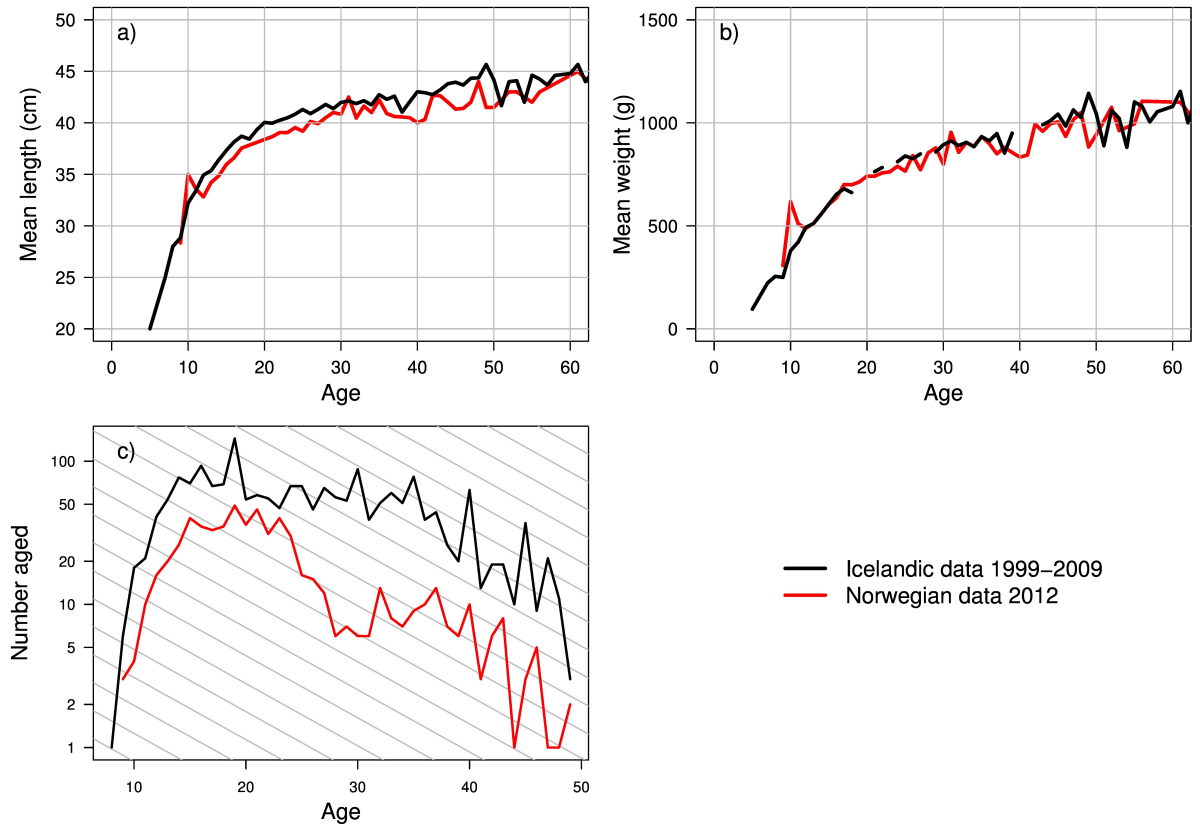 a)
50
45
40
35
30
25
20
Mean length (cm)
0 10 20 30 40 50 60
Age
b)
1500
1000
500
0
Mean weight (g)
0 10 20 30 40 50 60
Age
c)
100
50
20
10
5
2
1
Number aged
10 20 30 40 50
Age
Icelandic data 1999−2009
Norwegian data 2012